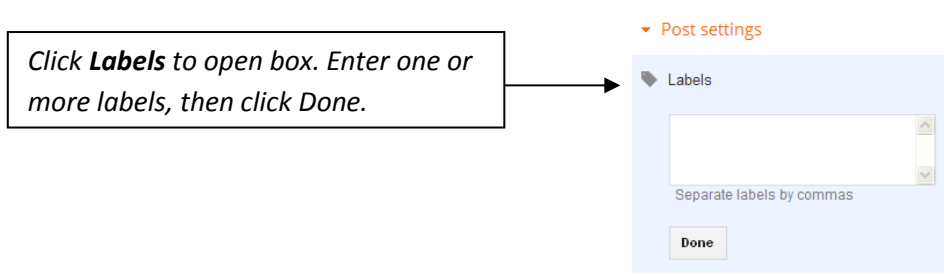 Click Labels to open box. Enter one or
more labels, then click Done.
Post settings
Labels
Separate labels by commas
Done